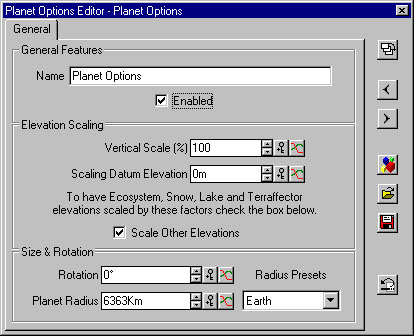 Planet Options Editor - Planet Options
General
General Features
Name Planet Options
Enabled
Elevation Scaling
Vertical Scale (%) 100
Scaling Datum Elevation 0m
To have Ecosystem, Snow, Lake and Terraffector
elevations scaled by these factors check the box below.
Scale Other Elevations
Size & Rotation
Rotation 0° Radius Presets
Planet Radius 6363Km Earth